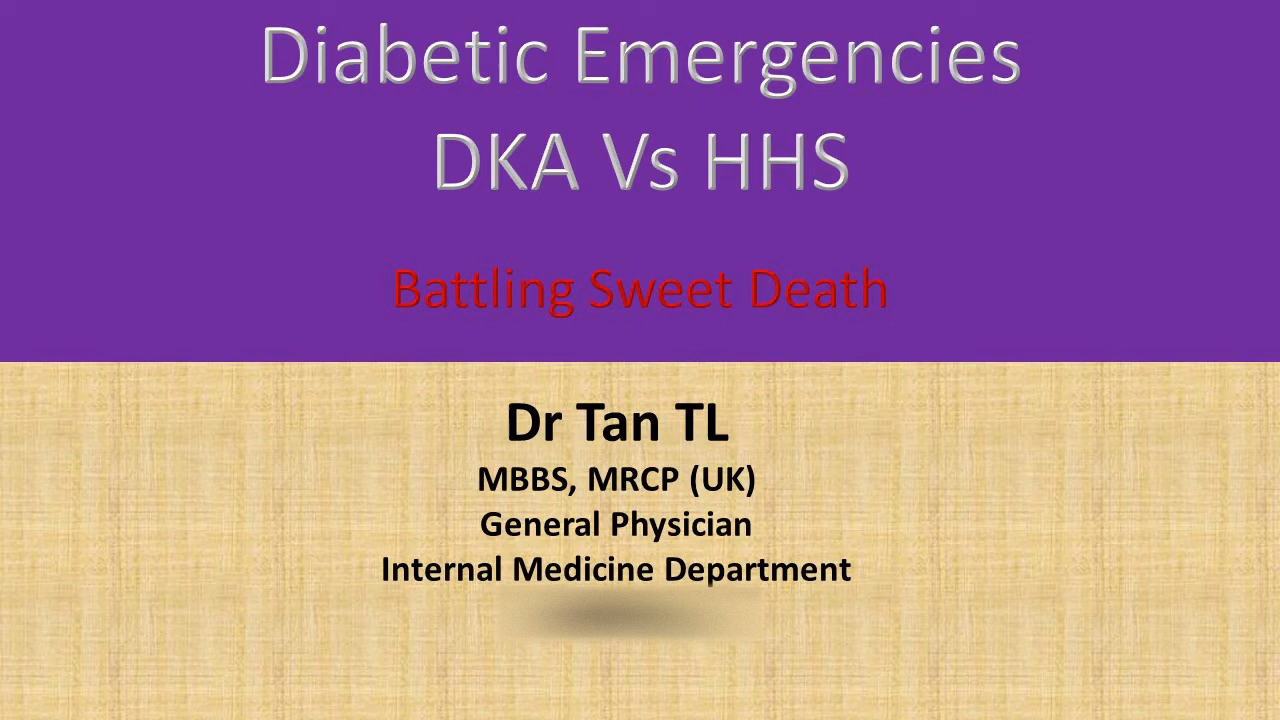 Diabetic Emergencies
DKA Vs HHS
Battling Sweet Death
Dr Tan TL
MBBS, MRCP (UK)
General Physician
Internal Medicine Department